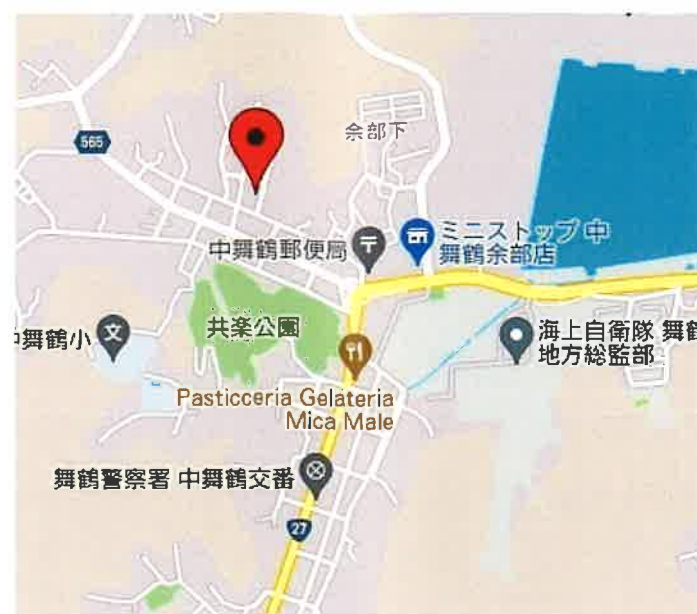 565
余部下
ミニストップ 中
舞鶴余部店
中舞鶴郵便局
共楽公園
中舞鶴小
海上自衛隊 舞鶴
地方総監部
Pasticceria Gelateria
Mica Male
舞鶴警察署 中舞鶴交番
27